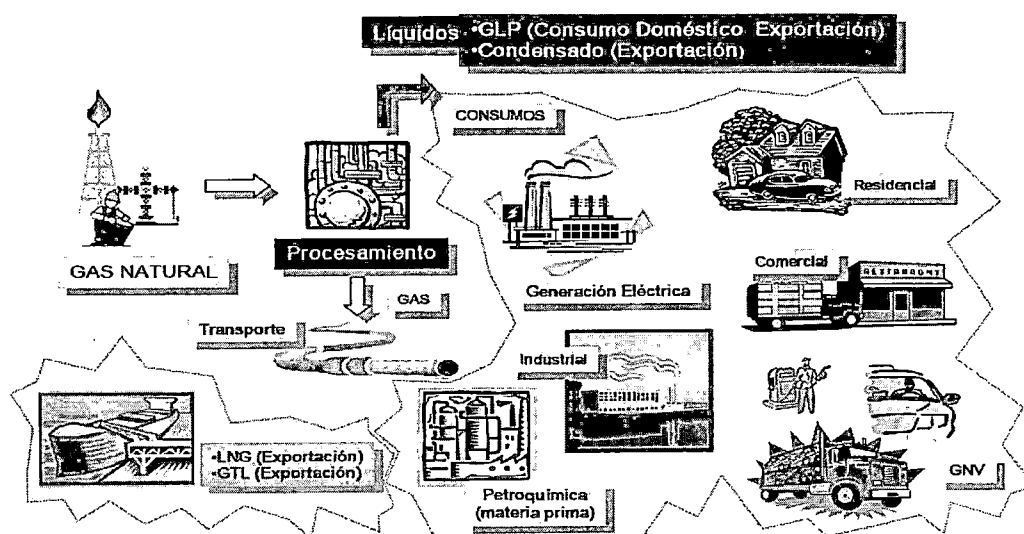 Líquidos •GLP (Consumo Doméstico Exportación)
•Condensado (Exportación)
CONSUMOS
Residencial
GAS NATURAL
Procesamiento
GAS
Transporte
Generación Eléctrica
Comercial
RESTAURANT
Industrial
•LNG (Exportación)
•GTL (Exportación)
Petroquímica
(materia prima)
GNV